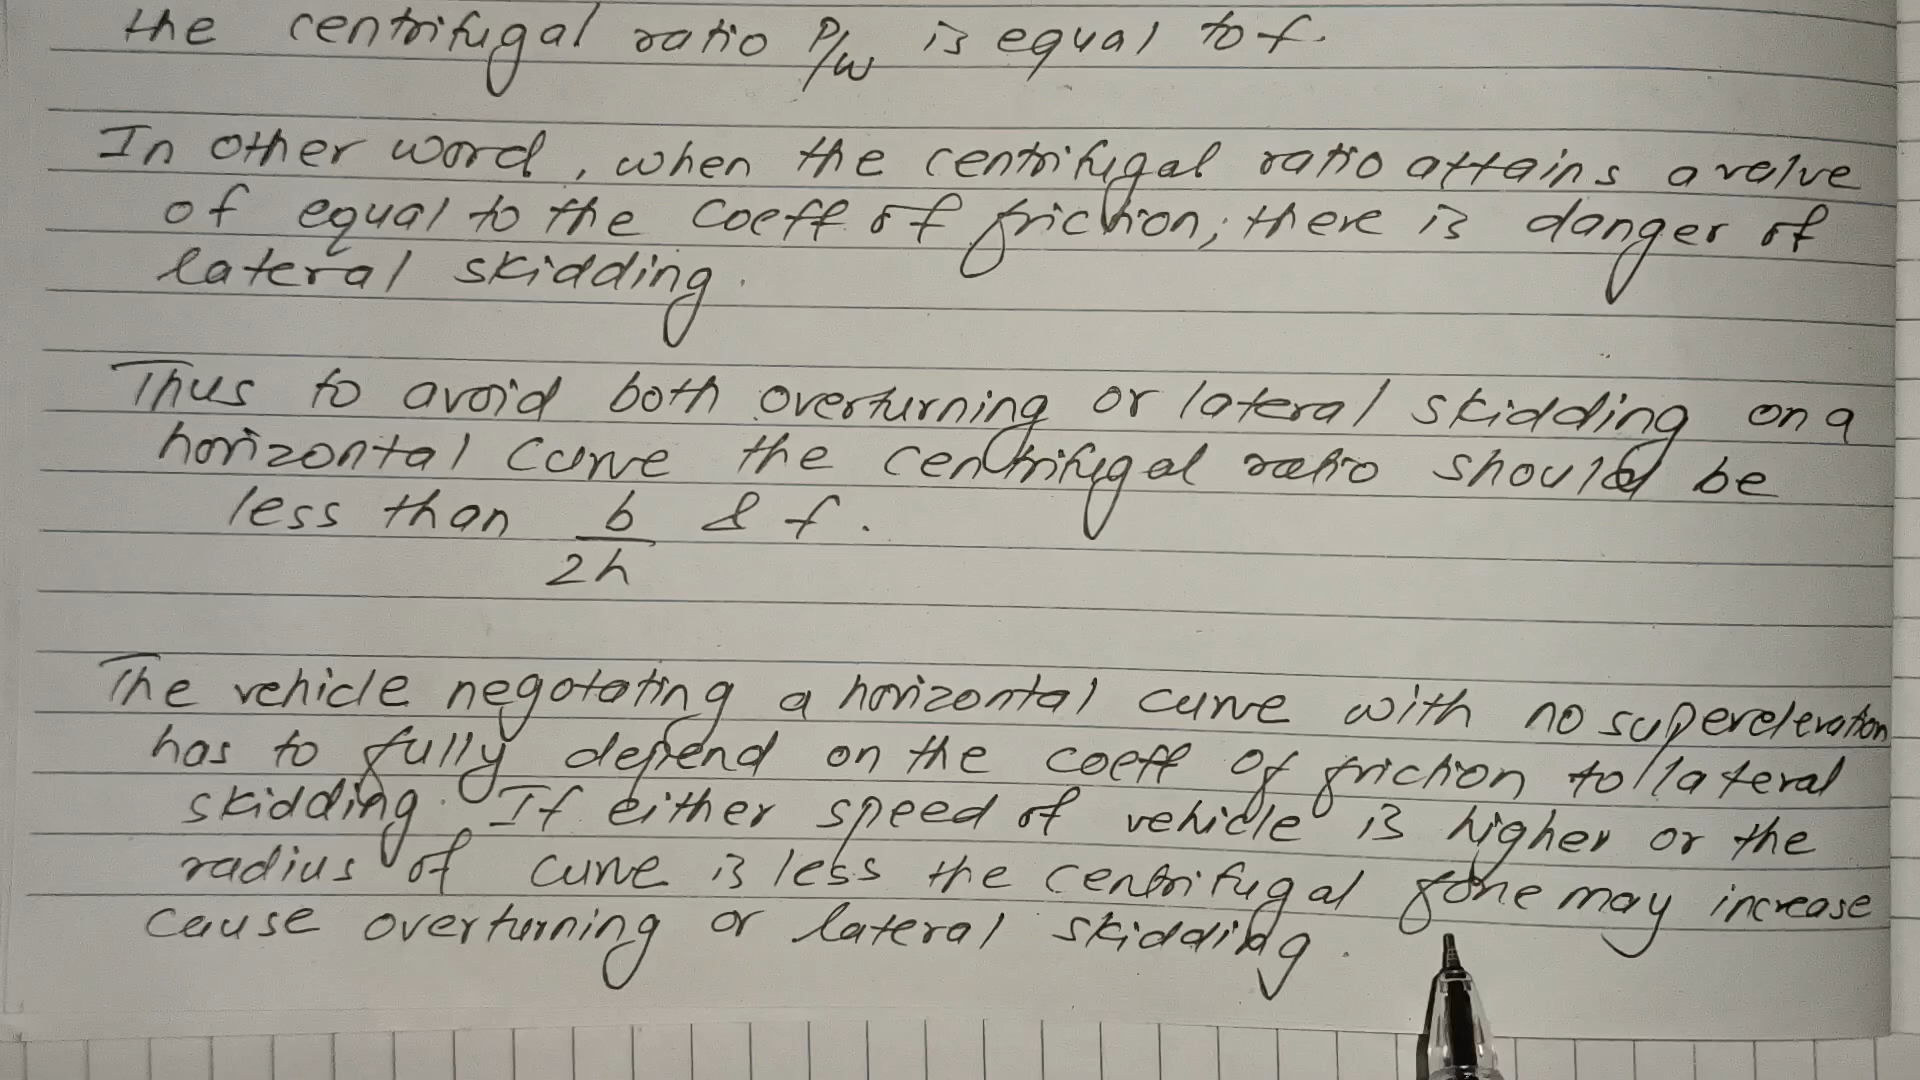 the centrifugal ratio P/w is equal to f.
In other word, when the centrifugal ratio attains a value
of equal to the coeff of friction; there is danger of
lateral skidding.
Thus to avoid both overturning or lateral skidding on a
horizontal curve the centrifugal ratio should be
less than b/2h & f.
The vehicle negotating a horizontal curve with no superelevation
has to fully depend on the coeff of friction to lateral
skidding. If either speed of vehicle is higher or the
radius of curve is less the centrifugal force may increase
cause overturning or lateral skidding.